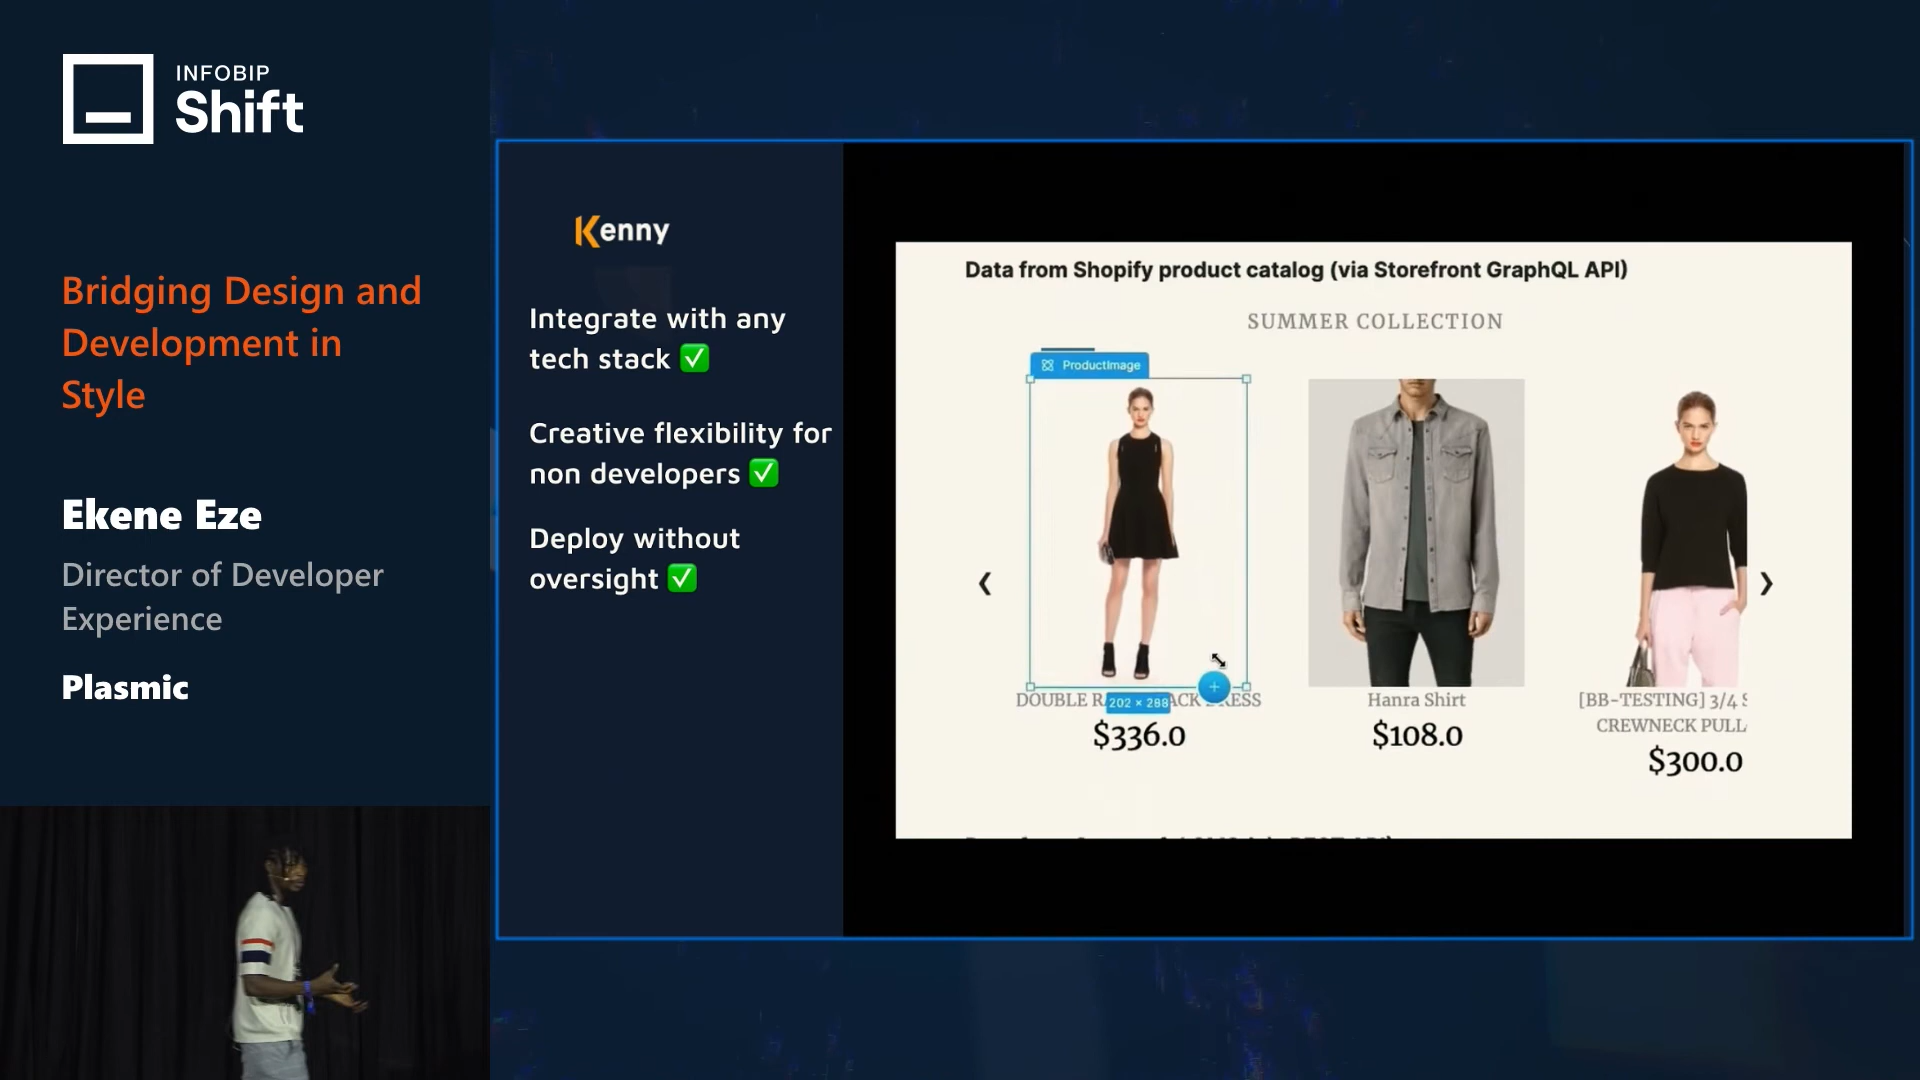 INFOBIP
Shift
Bridging Design and
Development in
Style
Ekene Eze
Director of Developer
Experience
Plasmic
Kenny
Integrate with any
tech stack ✅
Creative flexibility for
non developers ✅
Deploy without
oversight ✅
Data from Shopify product catalog (via Storefront GraphQL API)
SUMMER COLLECTION
ProductImage
202 × 288
DOUBLE
$336.0
Hanra Shirt
$108.0
[BB-TESTING] 3/4
CREWNECK PULL
$300.0